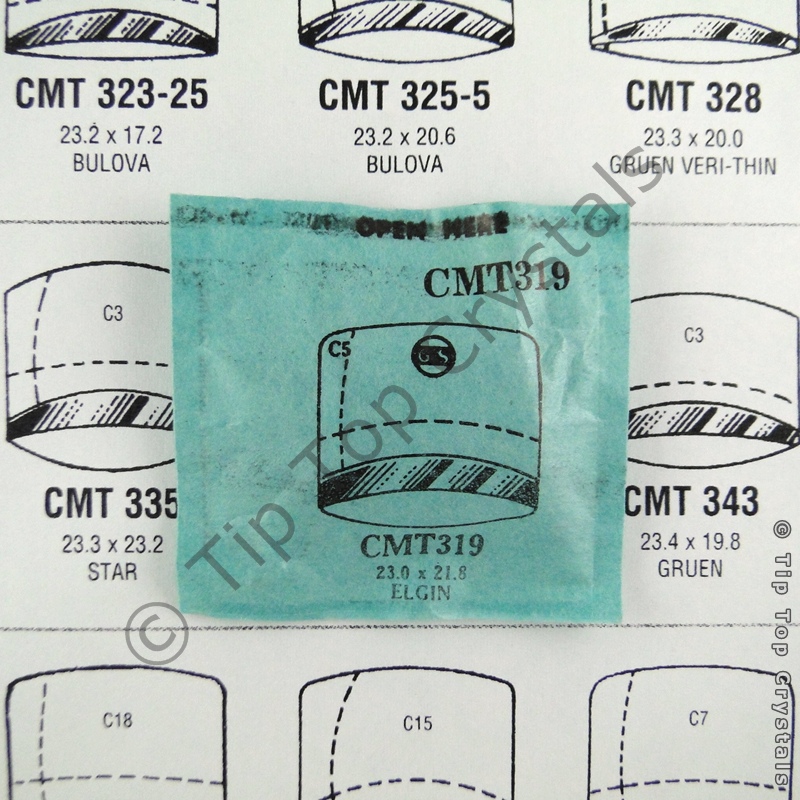 CMT 323-25
23.2 x 17.2
BULOVA
CMT 325-5
23.2 x 20.6
BULOVA
CMT 328
23.3 x 20.0
GRUEN VERI-THIN
OPEN HERE
CMT319
C5
GS
CMT319
23.0 x 21.8
ELGIN
C3
CMT 335
23.3 x 23.2
STAR
C3
CMT 343
23.4 x 19.8
GRUEN
C18
C15
C7
© Tip Top Crystals
© Tip Top Crystals